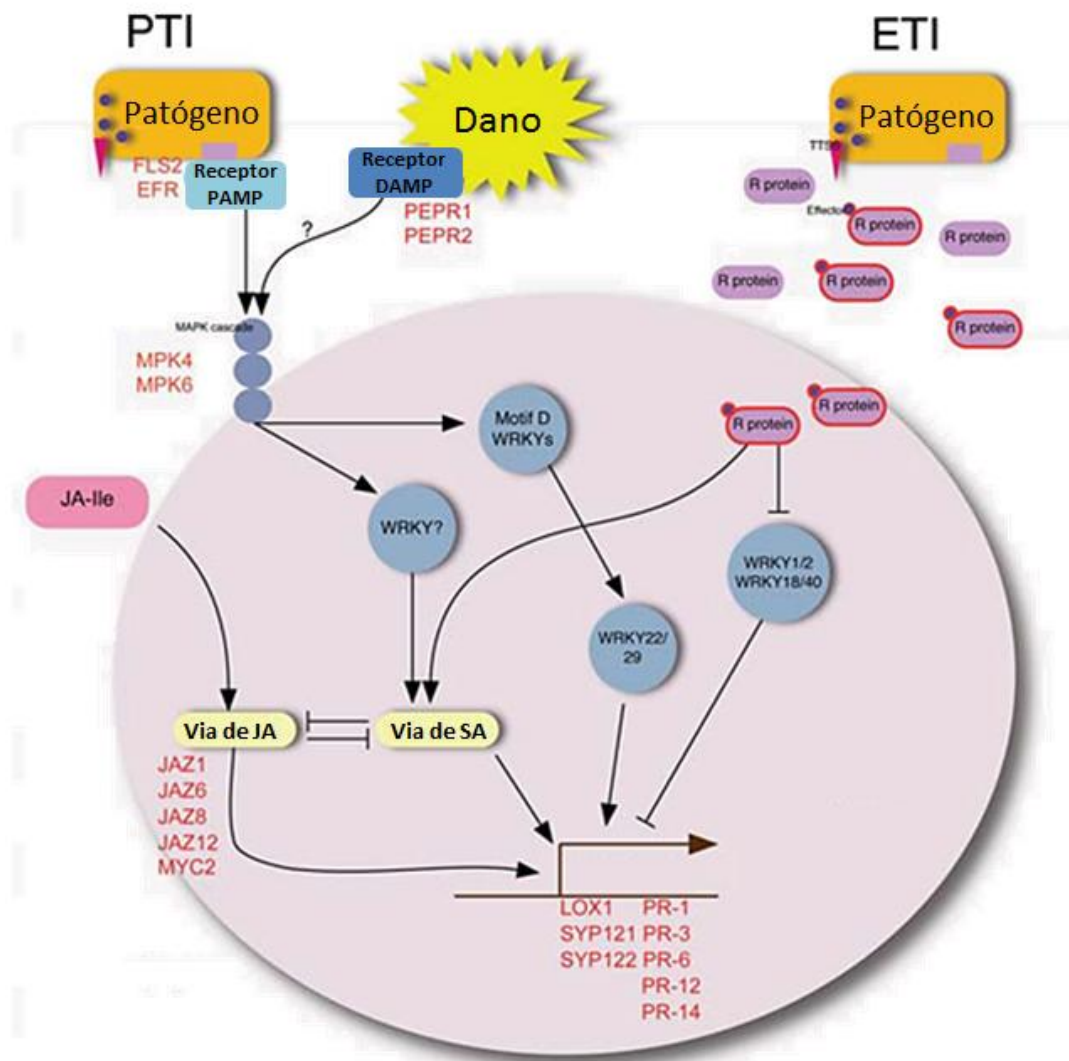 PTI
ETI
Patógeno
Dano
Patógeno
FLS2
EFR
Receptor
PAMP
Receptor
DAMP
PEPR1
PEPR2
?
R protein
Effector
R protein
R protein
R protein
R protein
R protein
MAPK cascade
MPK4
MPK6
Motif D
WRKYs
R protein
R protein
JA-Ile
WRKY?
WRKY1/2
WRKY18/40
WRKY22/
29
Via de JA
Via de SA
JAZ1
JAZ6
JAZ8
JAZ12
MYC2
LOX1 PR-1
SYP121 PR-3
SYP122 PR-6
PR-12
PR-14